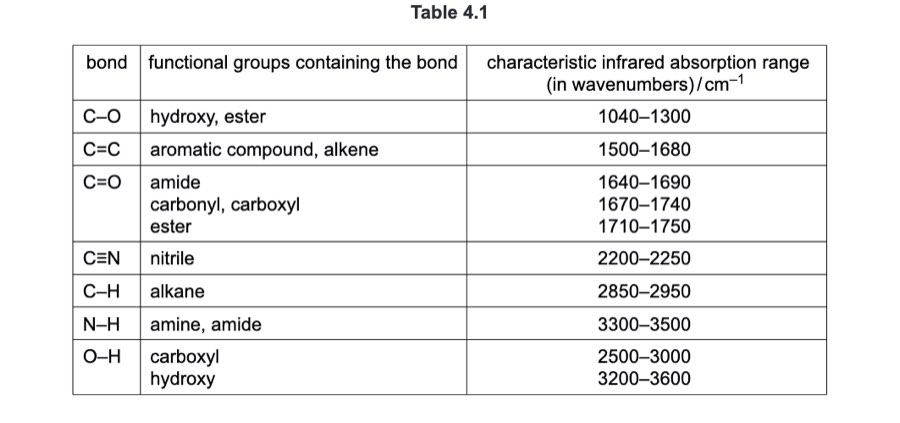 Table 4.1
bond functional groups containing the bond characteristic infrared absorption range
(in wavenumbers)/cm⁻¹
C–O hydroxy, ester 1040–1300
C=C aromatic compound, alkene 1500–1680
C=O amide 1640–1690
carbonyl, carboxyl 1670–1740
ester 1710–1750
C≡N nitrile 2200–2250
C–H alkane 2850–2950
N–H amine, amide 3300–3500
O–H carboxyl 2500–3000
hydroxy 3200–3600